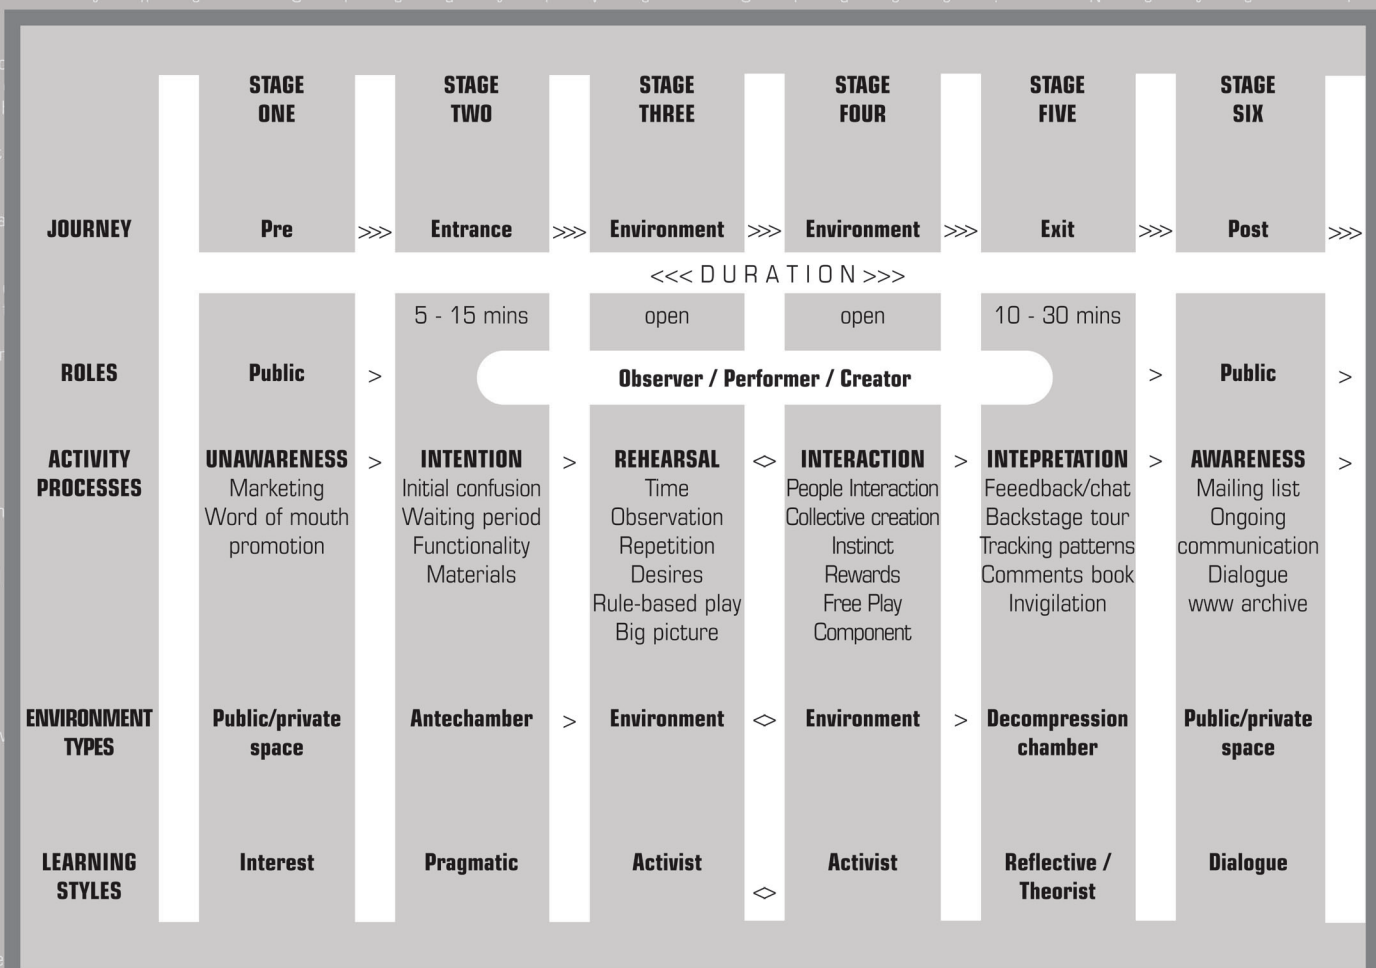 STAGE ONE STAGE TWO STAGE THREE STAGE FOUR STAGE FIVE STAGE SIX
JOURNEY Pre >>> Entrance >>> Environment >>> Environment >>> Exit >>> Post >>>
<<< DURATION >>>
5 - 15 mins open open 10 - 30 mins
ROLES Public > Observer / Performer / Creator > Public >
ACTIVITY PROCESSES
UNAWARENESS >
Marketing
Word of mouth
promotion
INTENTION >
Initial confusion
Waiting period
Functionality
Materials
REHEARSAL <>
Time
Observation
Repetition
Desires
Rule-based play
Big picture
INTERACTION >
People Interaction
Collective creation
Instinct
Rewards
Free Play
Component
INTEPRETATION >
Feeedback/chat
Backstage tour
Tracking patterns
Comments book
Invigilation
AWARENESS >
Mailing list
Ongoing
communication
Dialogue
www archive
ENVIRONMENT TYPES
Public/private
space
Antechamber >
Environment <>
Environment >
Decompression
chamber
Public/private
space
LEARNING STYLES
Interest
Pragmatic
Activist <>
Activist
Reflective /
Theorist
Dialogue